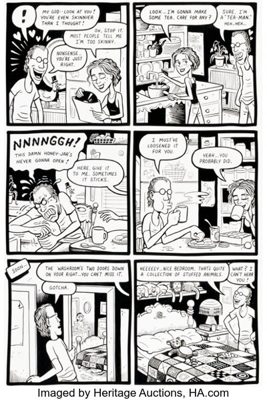 !
MY GOD - LOOK AT YOU!
YOU'RE EVEN SKINNIER
THAN I THOUGHT!
OH, STOP IT.
MOST PEOPLE TELL ME
I'M TOO SKINNY.
NONSENSE..
YOU'RE JUST
RIGHT.
LOOK... I'M GONNA MAKE
SOME TEA. CARE FOR ANY?
SURE, I'M
A "TEA-MAN."
HEH..HEH..
NNNNGGH!
THIS DAMN HONEY-JAR'S
NEVER GONNA OPEN!
HERE, GIVE IT
TO ME. SOMETIMES
IT STICKS.
I MUST'VE
LOOSENED IT
FOR YOU.
YEAH...YOU
PROBABLY DID.
SOON..
THE WASHROOM'S TWO DOORS DOWN
ON YOUR RIGHT...YOU CAN'T MISS IT.
GOTCHA.
HEEEEEY...NICE BEDROOM. THATS QUITE
A COLLECTION OF STUFFED ANIMALS.
WHAT? I
CAN'T HEAR
YOU!
Imaged by Heritage Auctions, HA.com